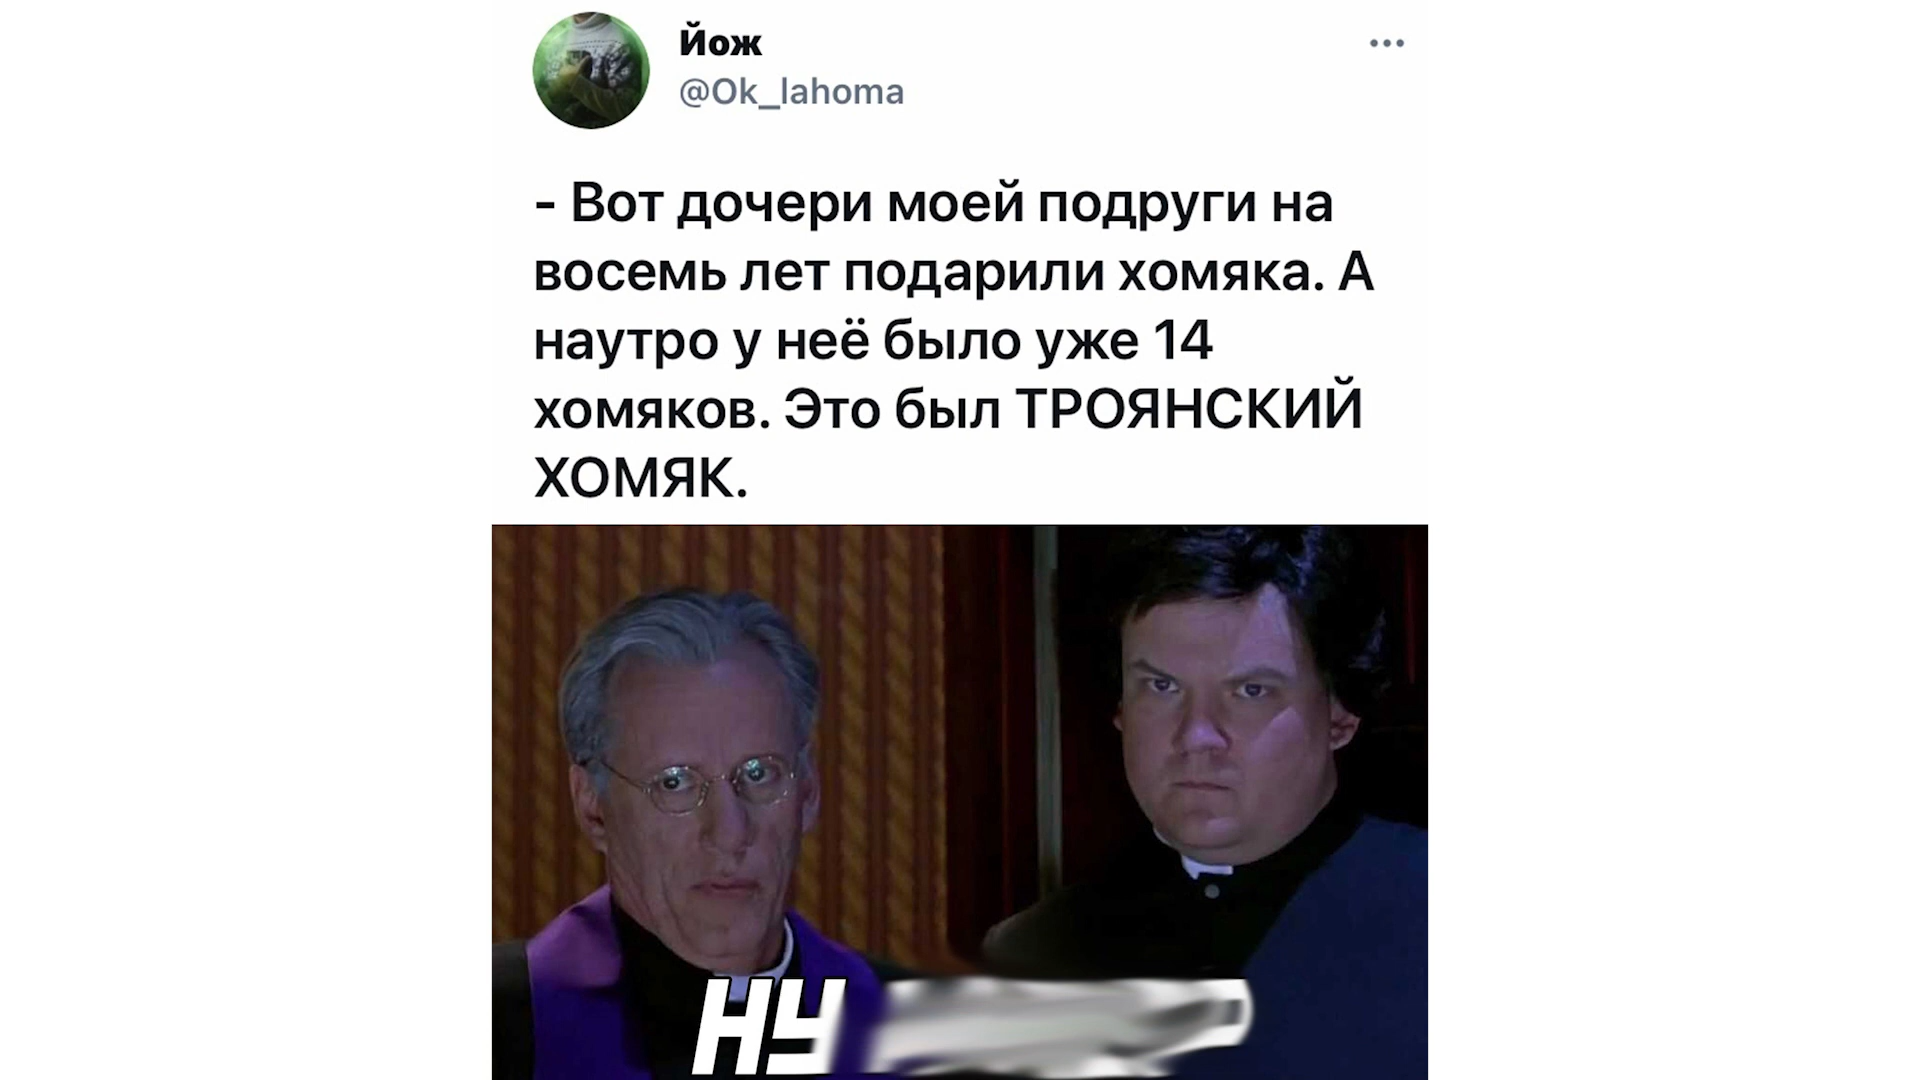 Йож
@Ok_lahoma
- Вот дочери моей подруги на
восемь лет подарили хомяка. А
наутро у неё было уже 14
хомяков. Это был ТРОЯНСКИЙ
ХОМЯК.
НУ